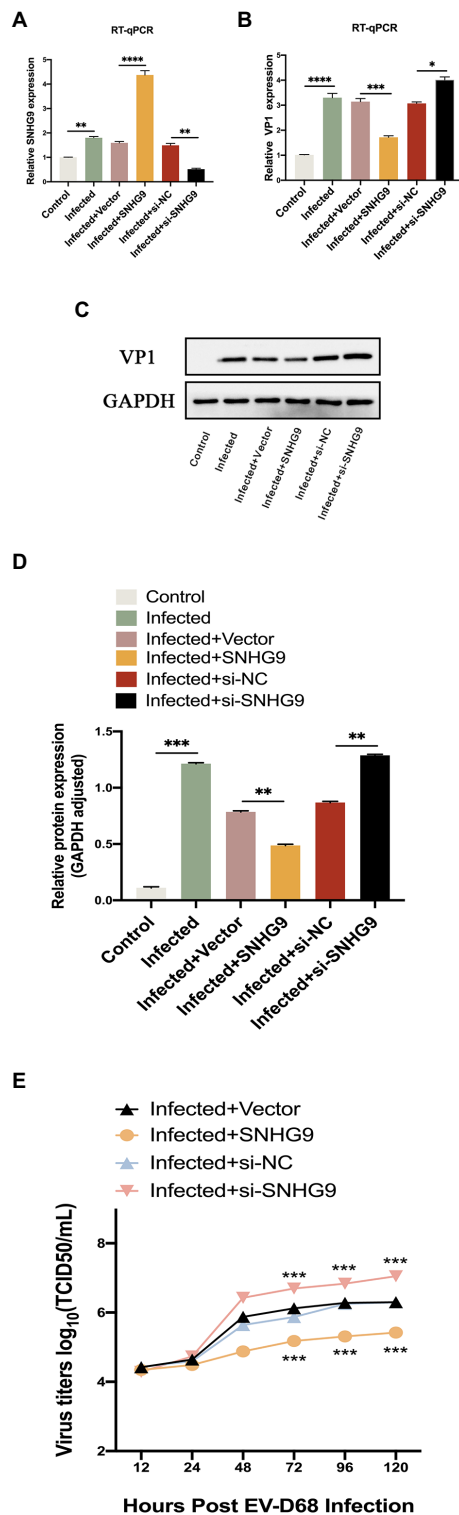 A
RT-qPCR
Relative SNHG9 expression
5
4
3
2
1
0
**
****
**
Control
Infected
Infected+Vector
Infected+SNHG9
Infected+si-NC
Infected+si-SNHG9
B
RT-qPCR
Relative VP1 expression
5
4
3
2
1
0
****
***
*
Control
Infected
Infected+Vector
Infected+SNHG9
Infected+si-NC
Infected+si-SNHG9
C
VP1
GAPDH
Control
Infected
Infected+Vector
Infected+SNHG9
Infected+si-NC
Infected+si-SNHG9
D
Control
Infected
Infected+Vector
Infected+SNHG9
Infected+si-NC
Infected+si-SNHG9
Relative protein expression
(GAPDH adjusted)
1.5
1.0
0.5
0.0
***
**
**
Control
Infected
Infected+Vector
Infected+SNHG9
Infected+si-NC
Infected+si-SNHG9
E
Infected+Vector
Infected+SNHG9
Infected+si-NC
Infected+si-SNHG9
Virus titers log10(TCID50/mL)
8
6
4
2
*** *** ***
*** *** ***
12 24 48 72 96 120
Hours Post EV-D68 Infection